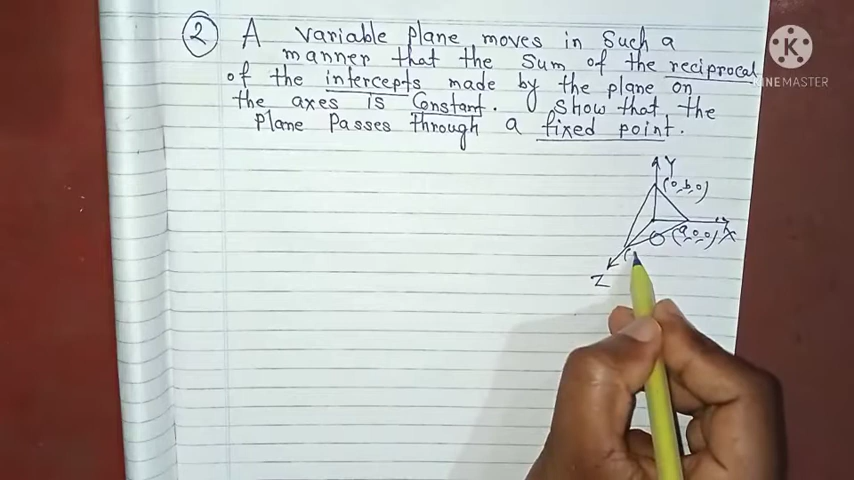 2 A variable plane moves in such a
manner that the sum of the reciprocal
of the intercepts made by the plane on
the axes is constant. Show that the
Plane Passes through a fixed point.
Y
(0,b,0)
(a,0,0) X
O
(
Z
K
KINEMASTER